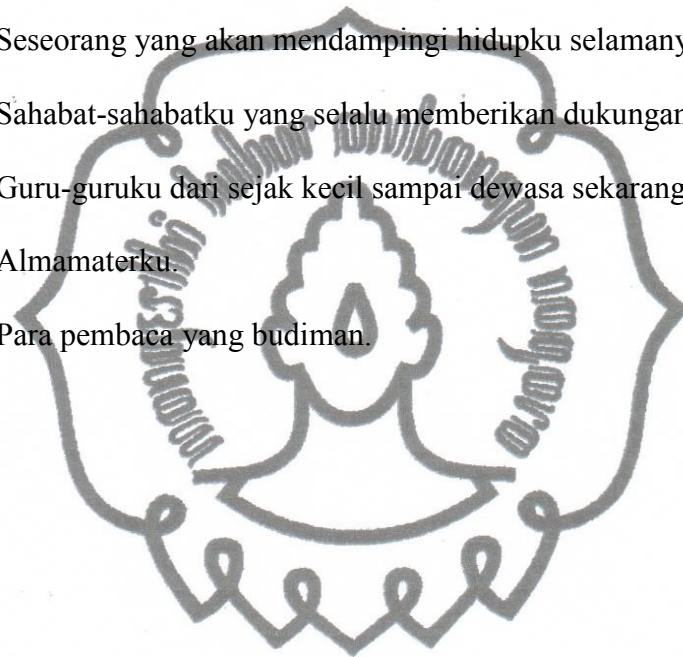 Seseorang yang akan mendampingi hidupku selamany
Sahabat-sahabatku yang selalu memberikan dukungan
Guru-guruku dari sejak kecil sampai dewasa sekarang
Almamaterku.
Para pembaca yang budiman.